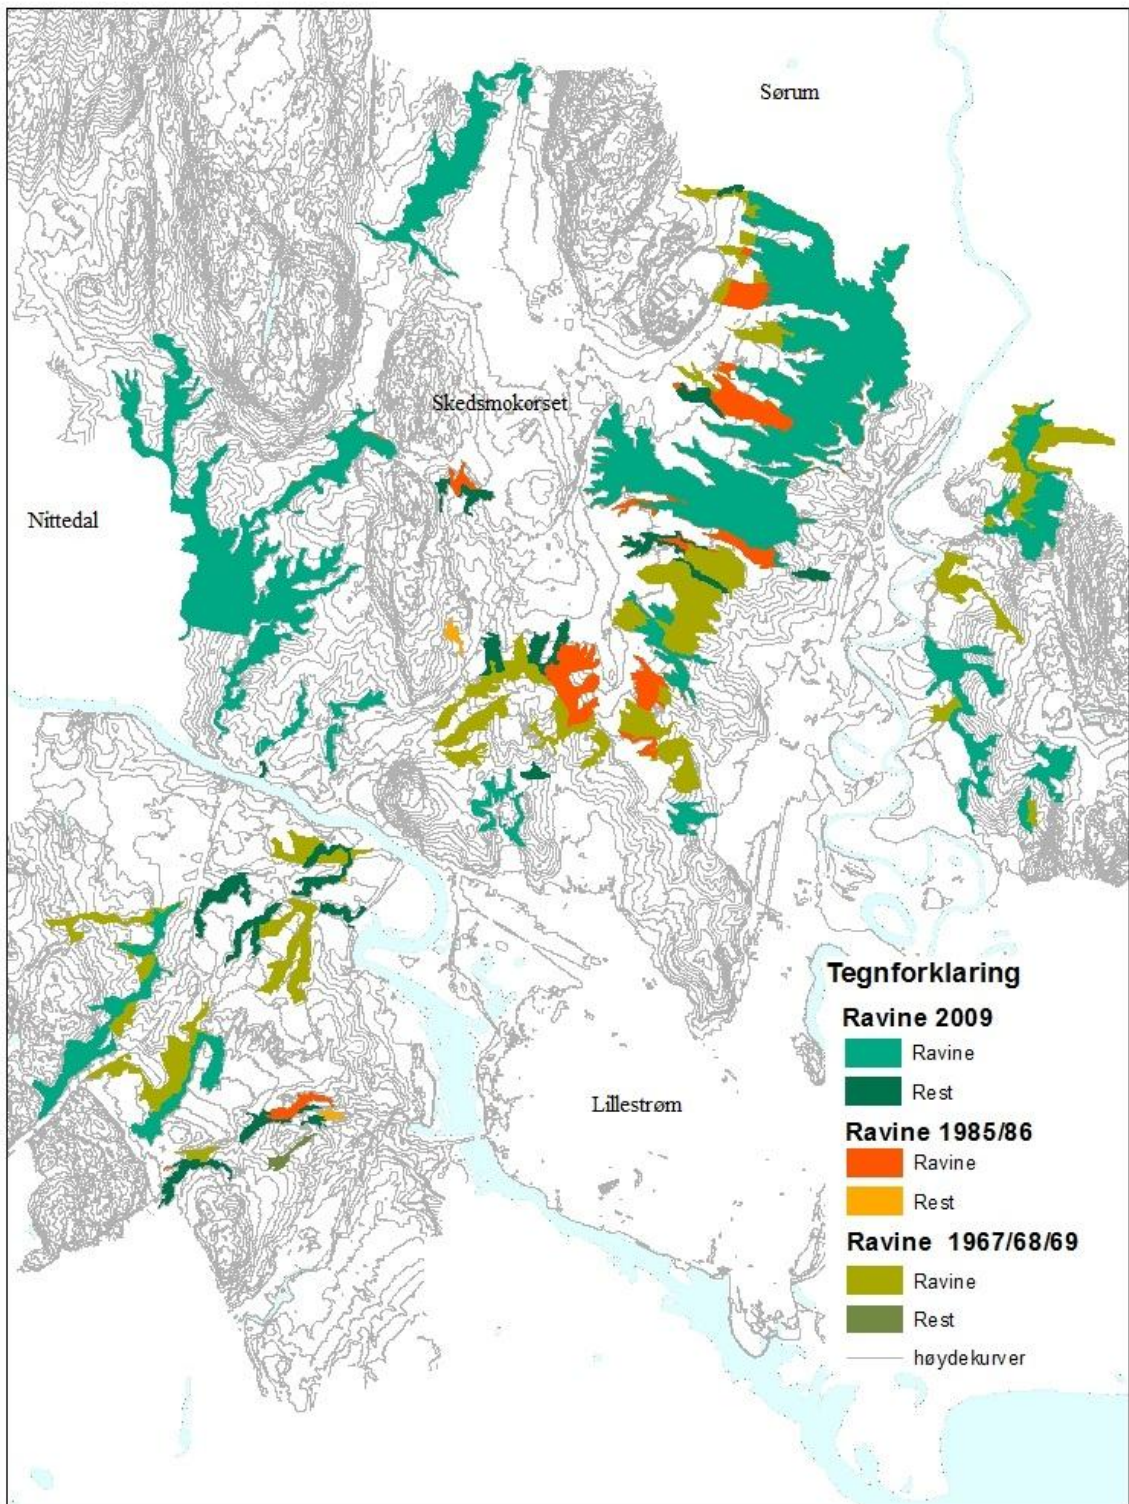 Sørum
Skedsmokorset
Nittedal
Lillestrøm
Tegnforklaring
Ravine 2009
Ravine
Rest
Ravine 1985/86
Ravine
Rest
Ravine 1967/68/69
Ravine
Rest
høydekurver